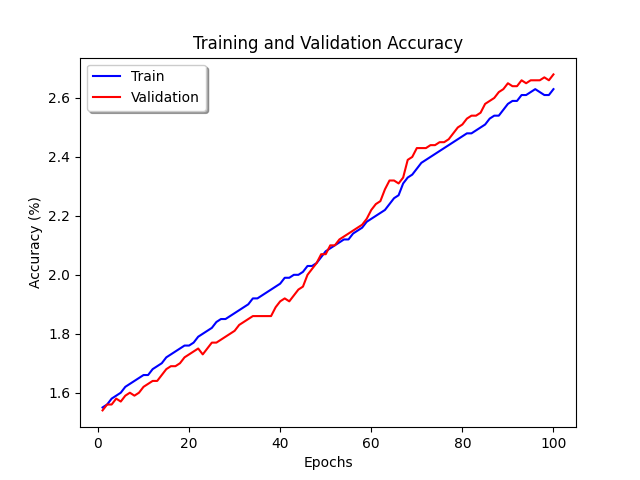 Training and Validation Accuracy
Train
Validation
2.6
2.4
2.2
2.0
1.8
1.6
Accuracy (%)
0 20 40 60 80 100
Epochs